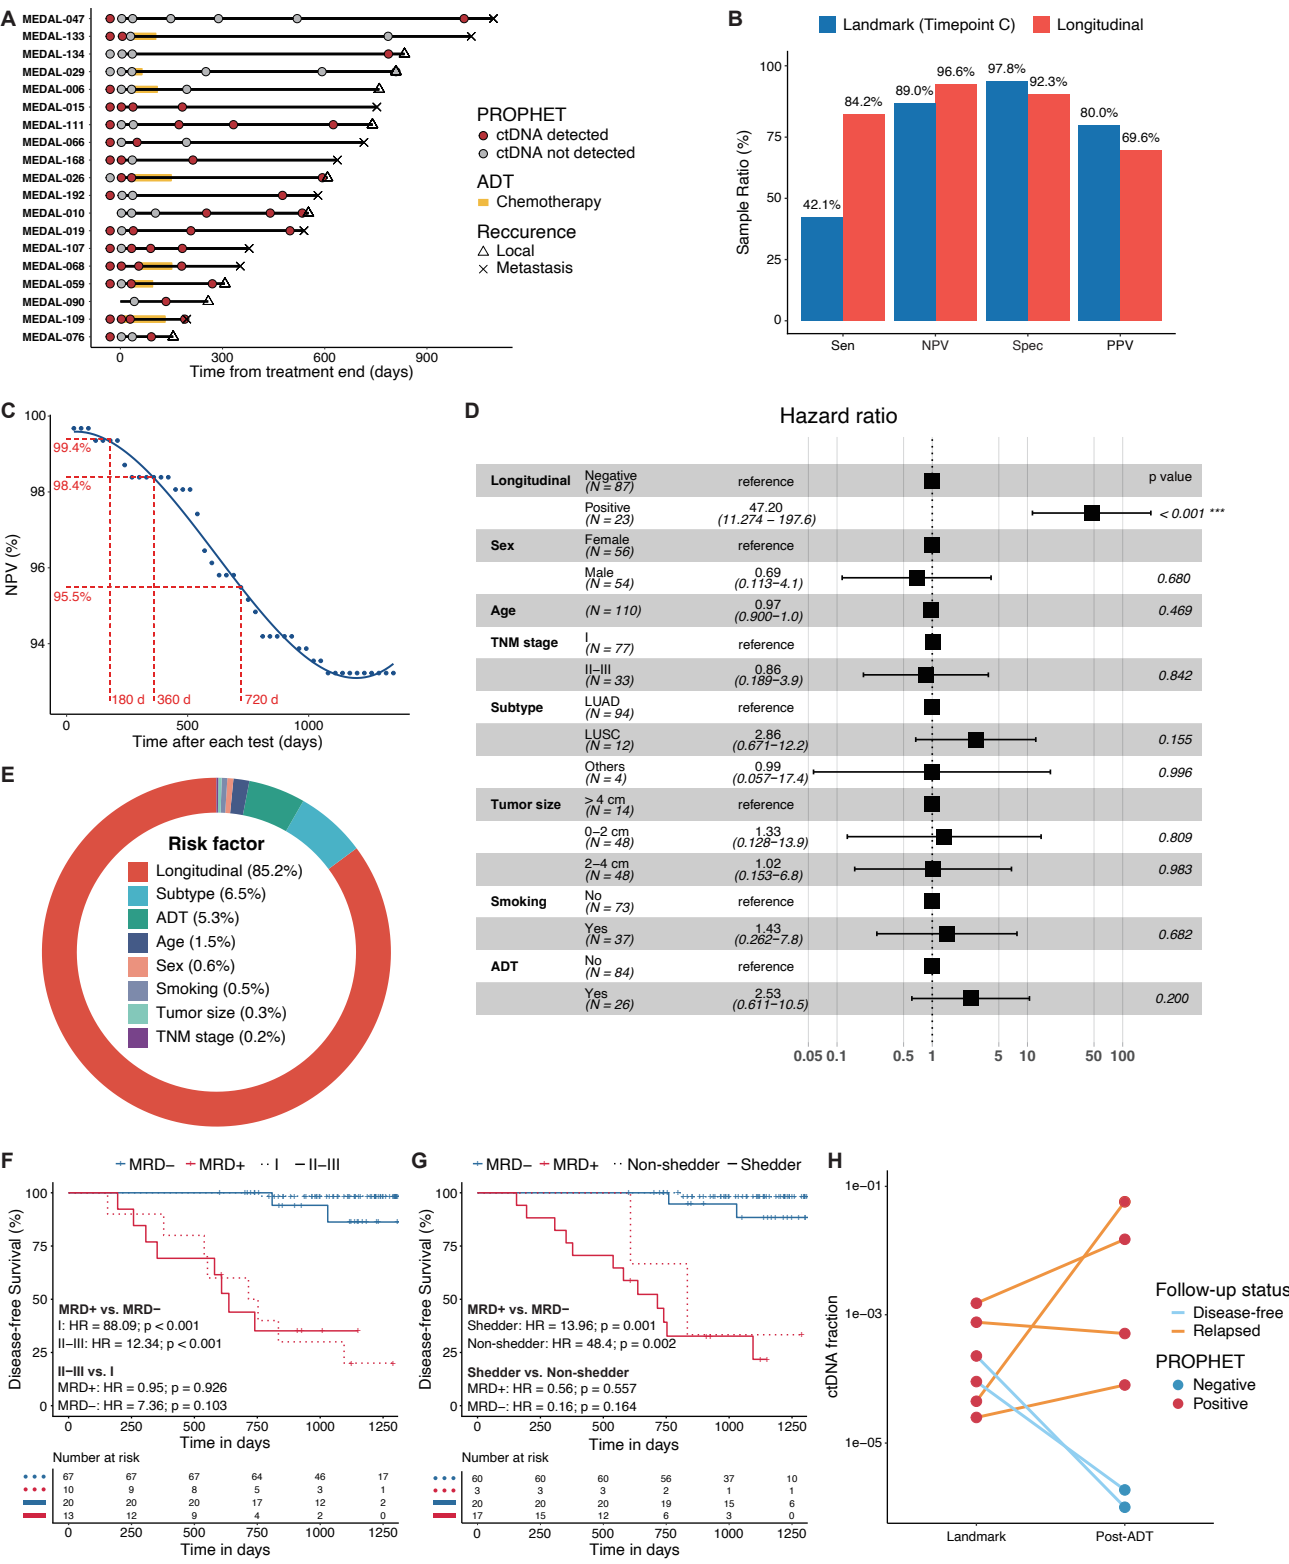 A
MEDAL-047
MEDAL-133
MEDAL-134
MEDAL-029
MEDAL-006
MEDAL-015
MEDAL-111
MEDAL-066
MEDAL-168
MEDAL-026
MEDAL-192
MEDAL-010
MEDAL-019
MEDAL-107
MEDAL-068
MEDAL-059
MEDAL-090
MEDAL-109
MEDAL-076
0 300 600 900
Time from treatment end (days)
PROPHET
ctDNA detected
ctDNA not detected
ADT
Chemotherapy
Reccurence
Local
Metastasis
B
Landmark (Timepoint C) Longitudinal
Sample Ratio (%)
100
75
50
25
0
42.1%
84.2%
89.0%
96.6%
97.8%
92.3%
80.0%
69.6%
Sen NPV Spec PPV
C
NPV (%)
100
98
96
94
99.4%
98.4%
95.5%
180 d 360 d 720 d
0 500 1000
Time after each test (days)
D
Hazard ratio
p value
Longitudinal Negative (N = 87) reference
Positive (N = 23) 47.20 (11.274 − 197.6) < 0.001 ***
Sex Female (N = 56) reference
Male (N = 54) 0.69 (0.113−4.1) 0.680
Age (N = 110) 0.97 (0.900−1.0) 0.469
TNM stage I (N = 77) reference
II−III (N = 33) 0.86 (0.189−3.9) 0.842
Subtype LUAD (N = 94) reference
LUSC (N = 12) 2.86 (0.671−12.2) 0.155
Others (N = 4) 0.99 (0.057−17.4) 0.996
Tumor size > 4 cm (N = 14) reference
0−2 cm (N = 48) 1.33 (0.128−13.9) 0.809
2−4 cm (N = 48) 1.02 (0.153−6.8) 0.983
Smoking No (N = 73) reference
Yes (N = 37) 1.43 (0.262−7.8) 0.682
ADT No (N = 84) reference
Yes (N = 26) 2.53 (0.611−10.5) 0.200
0.05 0.1 0.5 1 5 10 50 100
E
Risk factor
Longitudinal (85.2%)
Subtype (6.5%)
ADT (5.3%)
Age (1.5%)
Sex (0.6%)
Smoking (0.5%)
Tumor size (0.3%)
TNM stage (0.2%)
F
MRD− MRD+ I II−III
Disease-free Survival (%)
100
75
50
25
0
MRD+ vs. MRD−
I: HR = 88.09; p < 0.001
II−III: HR = 12.34; p < 0.001
II−III vs. I
MRD+: HR = 0.95; p = 0.926
MRD−: HR = 7.36; p = 0.103
0 250 500 750 1000 1250
Time in days
Number at risk
67 67 67 64 46 17
10 9 8 5 3 1
20 20 20 17 12 2
13 12 9 4 2 0
0 250 500 750 1000 1250
Time in days
G
MRD− MRD+ Non-shedder Shedder
Disease-free Survival (%)
100
75
50
25
0
MRD+ vs. MRD−
Shedder: HR = 13.96; p = 0.001
Non-shedder: HR = 48.4; p = 0.002
Shedder vs. Non-shedder
MRD+: HR = 0.56; p = 0.557
MRD−: HR = 0.16; p = 0.164
0 250 500 750 1000 1250
Time in days
Number at risk
60 60 60 56 37 10
3 3 3 2 1 1
20 20 20 19 15 6
17 15 12 6 3 0
0 250 500 750 1000 1250
Time in days
H
ctDNA fraction
1e−01
1e−03
1e−05
Landmark Post-ADT
Follow-up status
Disease-free
Relapsed
PROPHET
Negative
Positive